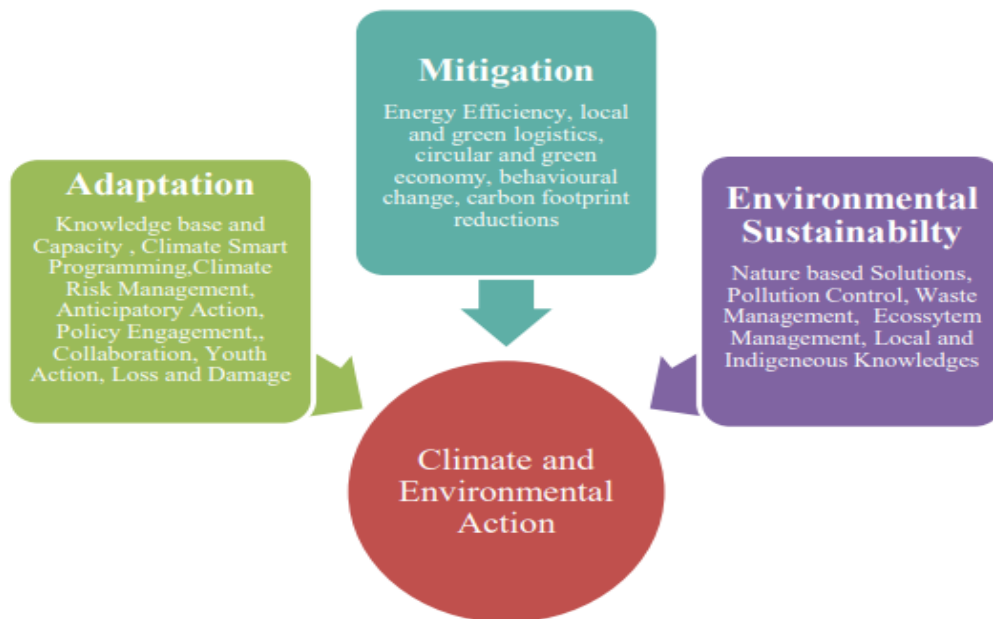 Mitigation
Energy Efficiency, local
and green logistics,
circular and green
economy, behavioural
change, carbon footprint
reductions
Adaptation
Knowledge base and
Capacity , Climate Smart
Programming,Climate
Risk Management,
Anticipatory Action,
Policy Engagement,,
Collaboration, Youth
Action, Loss and Damage
Environmental
Sustainabilty
Nature based Solutions,
Pollution Control, Waste
Management, Ecossytem
Management, Local and
Indigeneous Knowledges
Climate and
Environmental
Action